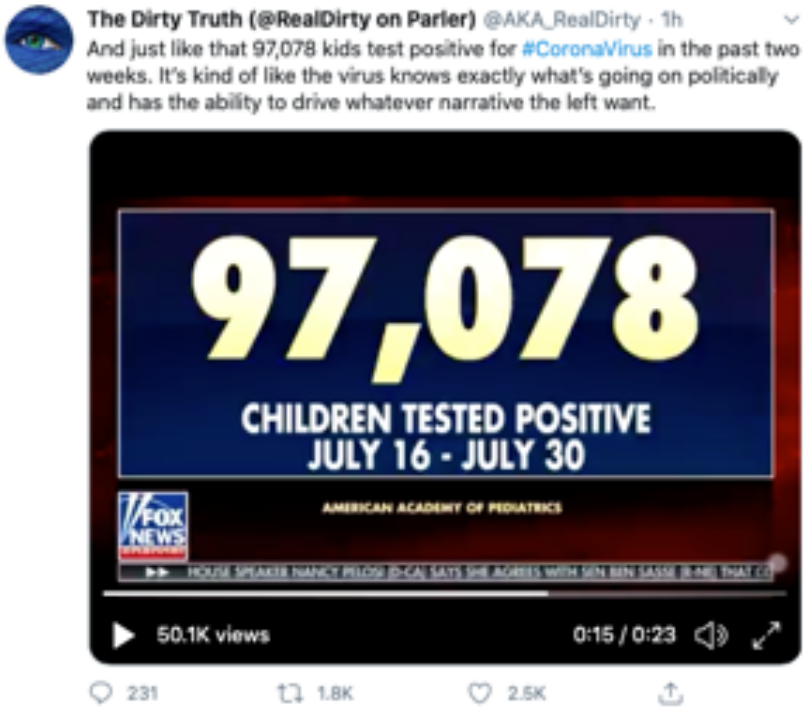 The Dirty Truth (@RealDirty on Parler) @AKA_RealDirty · 1h
And just like that 97,078 kids test positive for #CoronaVirus in the past two
weeks. It's kind of like the virus knows exactly what's going on politically
and has the ability to drive whatever narrative the left want.
97,078
CHILDREN TESTED POSITIVE
JULY 16 - JULY 30
AMERICAN ACADEMY OF PEDIATRICS
FOX
NEWS
HOUSE SPEAKER NANCY PELOSI (D-CA) SAYS SHE AGREES WITH SEN BEN SASSE (R-NE) THAT
50.1K views
0:15 / 0:23
231
1.8K
2.5K